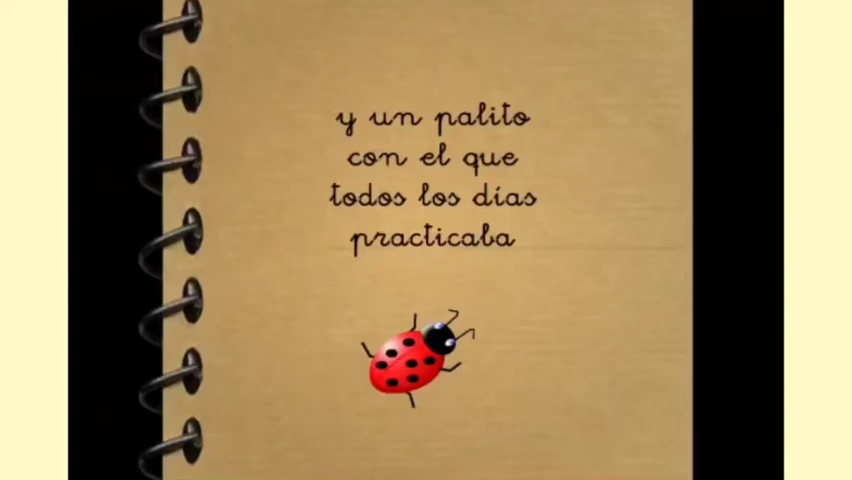 y un palito
con el que
todos los días
practicaba